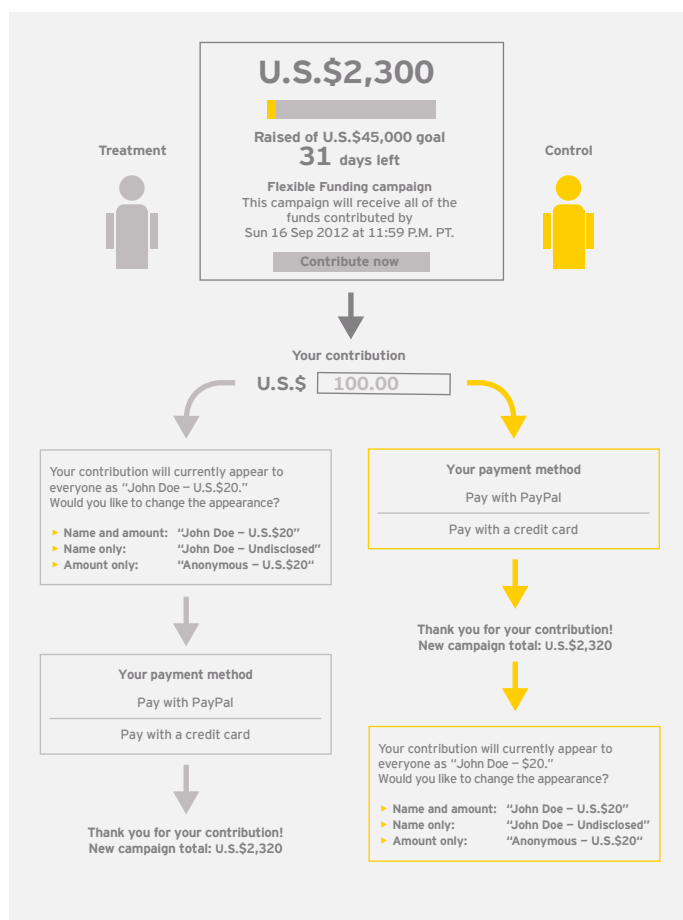 U.S.$2,300
Raised of U.S.$45,000 goal
31 days left
Treatment
Control
Flexible Funding campaign
This campaign will receive all of the
funds contributed by
Sun 16 Sep 2012 at 11:59 P.M. PT.
Contribute now
Your contribution
U.S.$ 100.00
Your contribution will currently appear to
everyone as “John Doe – U.S.$20.”
Would you like to change the appearance?
▸ Name and amount: “John Doe – U.S.$20”
▸ Name only: “John Doe – Undisclosed”
▸ Amount only: “Anonymous – U.S.$20“
Your payment method
Pay with PayPal
Pay with a credit card
Thank you for your contribution!
New campaign total: U.S.$2,320
Your payment method
Pay with PayPal
Pay with a credit card
Thank you for your contribution!
New campaign total: U.S.$2,320
Your contribution will currently appear to
everyone as “John Doe – $20.”
Would you like to change the appearance?
▸ Name and amount: “John Doe – U.S.$20”
▸ Name only: “John Doe – Undisclosed”
▸ Amount only: “Anonymous – U.S.$20“